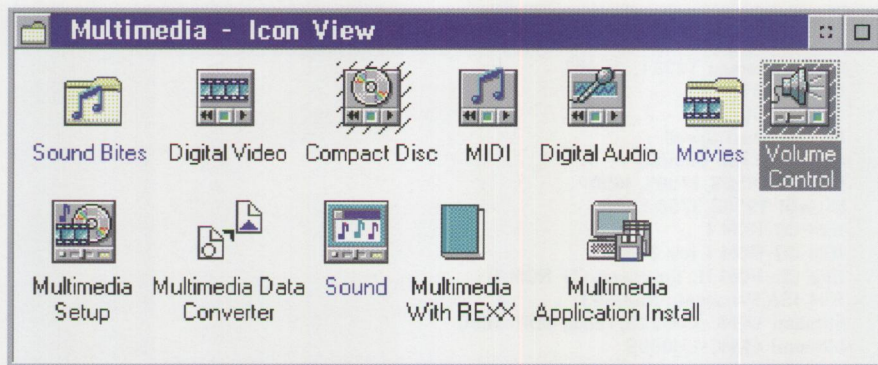 Multimedia - Icon View
Sound Bites
Digital Video
Compact Disc
MIDI
Digital Audio
Movies
Volume
Control
Multimedia
Setup
Multimedia Data
Converter
Sound
Multimedia
With REXX
Multimedia
Application Install